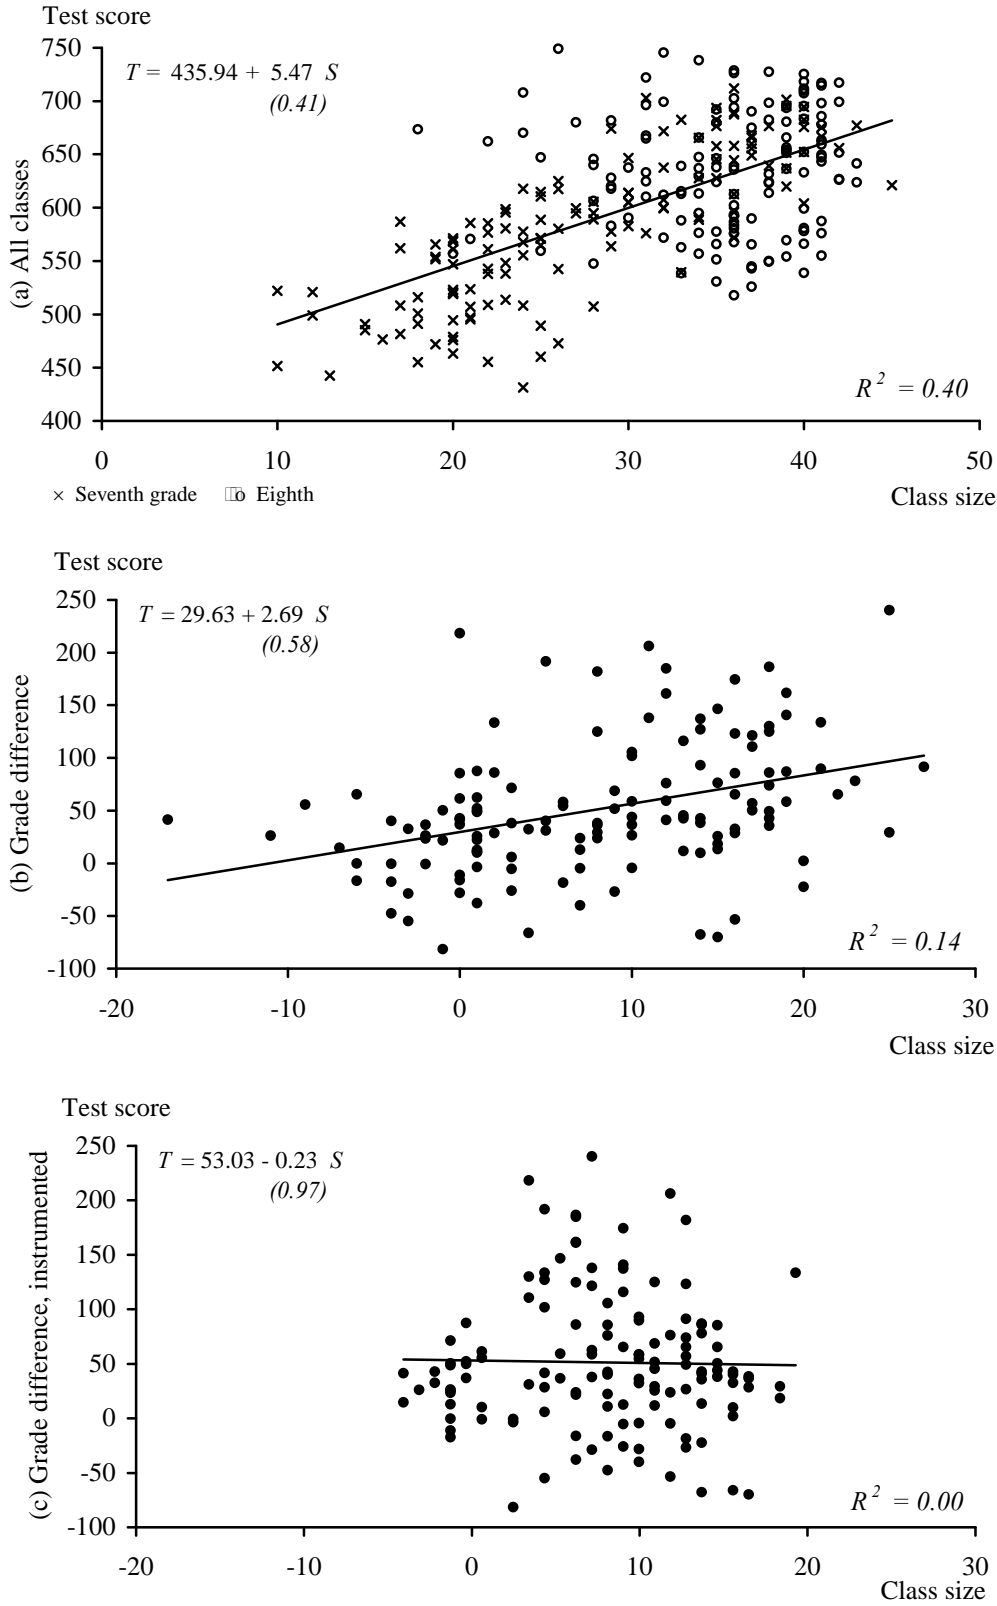 Test score
750
700
650
600
550
500
450
400
(a) All classes
T = 435.94 + 5.47 S
(0.41)
R² = 0.40
0 10 20 30 40 50
× Seventh grade o Eighth
Class size
Test score
250
200
150
100
50
0
-50
-100
(b) Grade difference
T = 29.63 + 2.69 S
(0.58)
R² = 0.14
-20 -10 0 10 20 30
Class size
Test score
250
200
150
100
50
0
-50
-100
(c) Grade difference, instrumented
T = 53.03 - 0.23 S
(0.97)
R² = 0.00
-20 -10 0 10 20 30
Class size